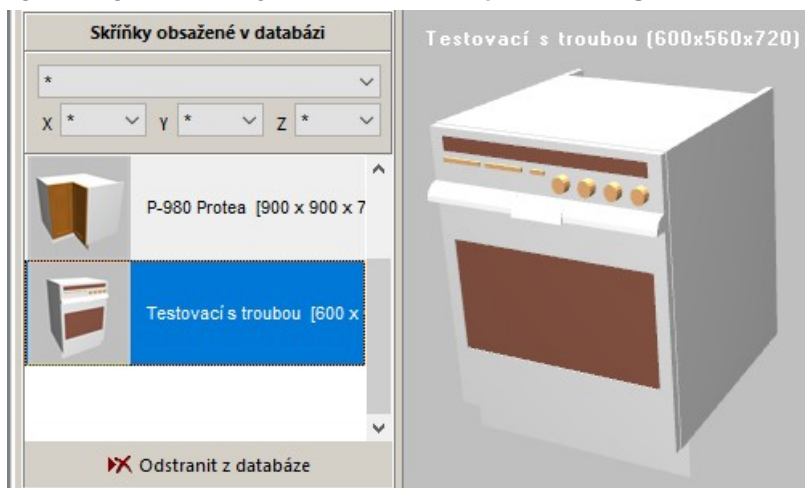 Skříňky obsažené v databázi
*
X * Y * Z *
P-980 Protea [900 x 900 x 7
Testovací s troubou [600 x
Odstranit z databáze
Testovací s troubou (600x560x720)